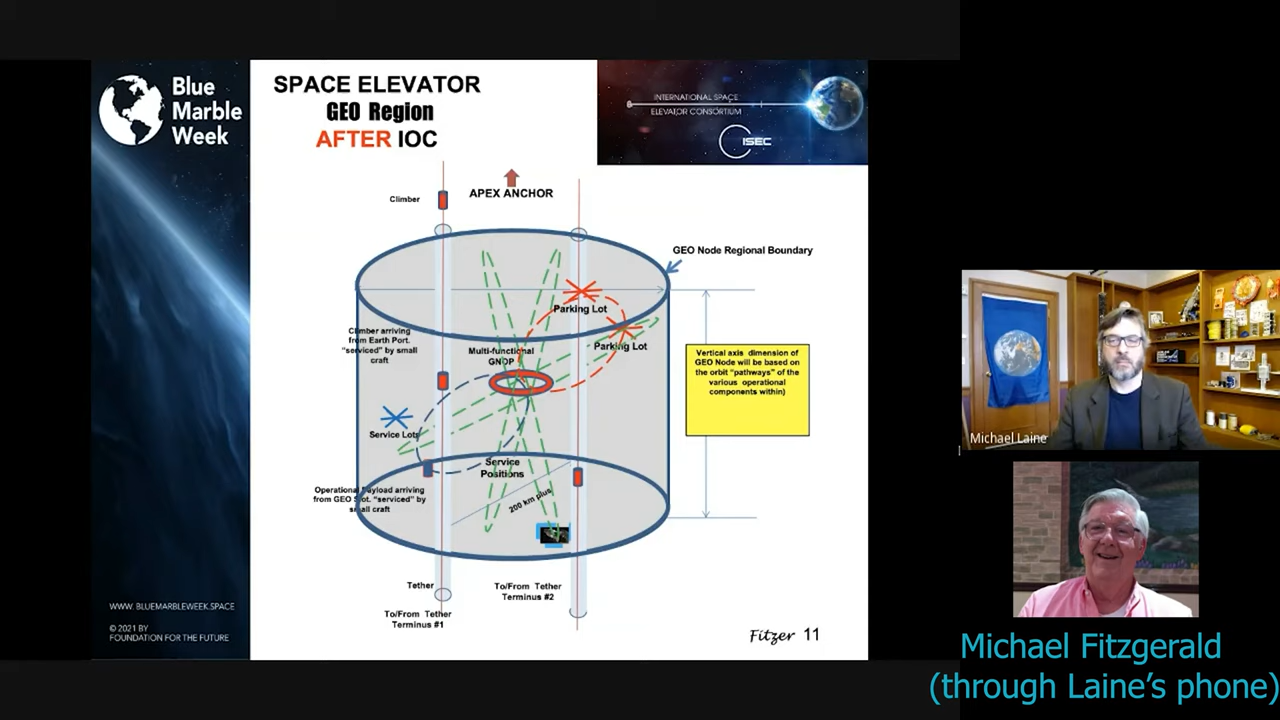 Blue
Marble
Week
SPACE ELEVATOR
GEO Region
AFTER IOC
INTERNATIONAL SPACE
ELEVATOR CONSORTIUM
ISEC
Climber
APEX ANCHOR
GEO Node Regional Boundary
Parking Lot
Climber arriving
from Earth Port.
"serviced" by small
craft
Multi-functional
GNOP
Parking Lot
Vertical axis dimension of
GEO Node will be based on
the orbit "pathways" of the
various operational
components within)
Service Lots
Service
Positions
Operational Payload arriving
from GEO Slot. "serviced" by
small craft
200 km plus
Tether
To/From Tether
Terminus #1
To/From Tether
Terminus #2
WWW. BLUEMARBLEWEEK.SPACE
© 2021 BY
FOUNDATION FOR THE FUTURE
Fitzer 11
Michael Laine
Michael Fitzgerald
(through Laine's phone)